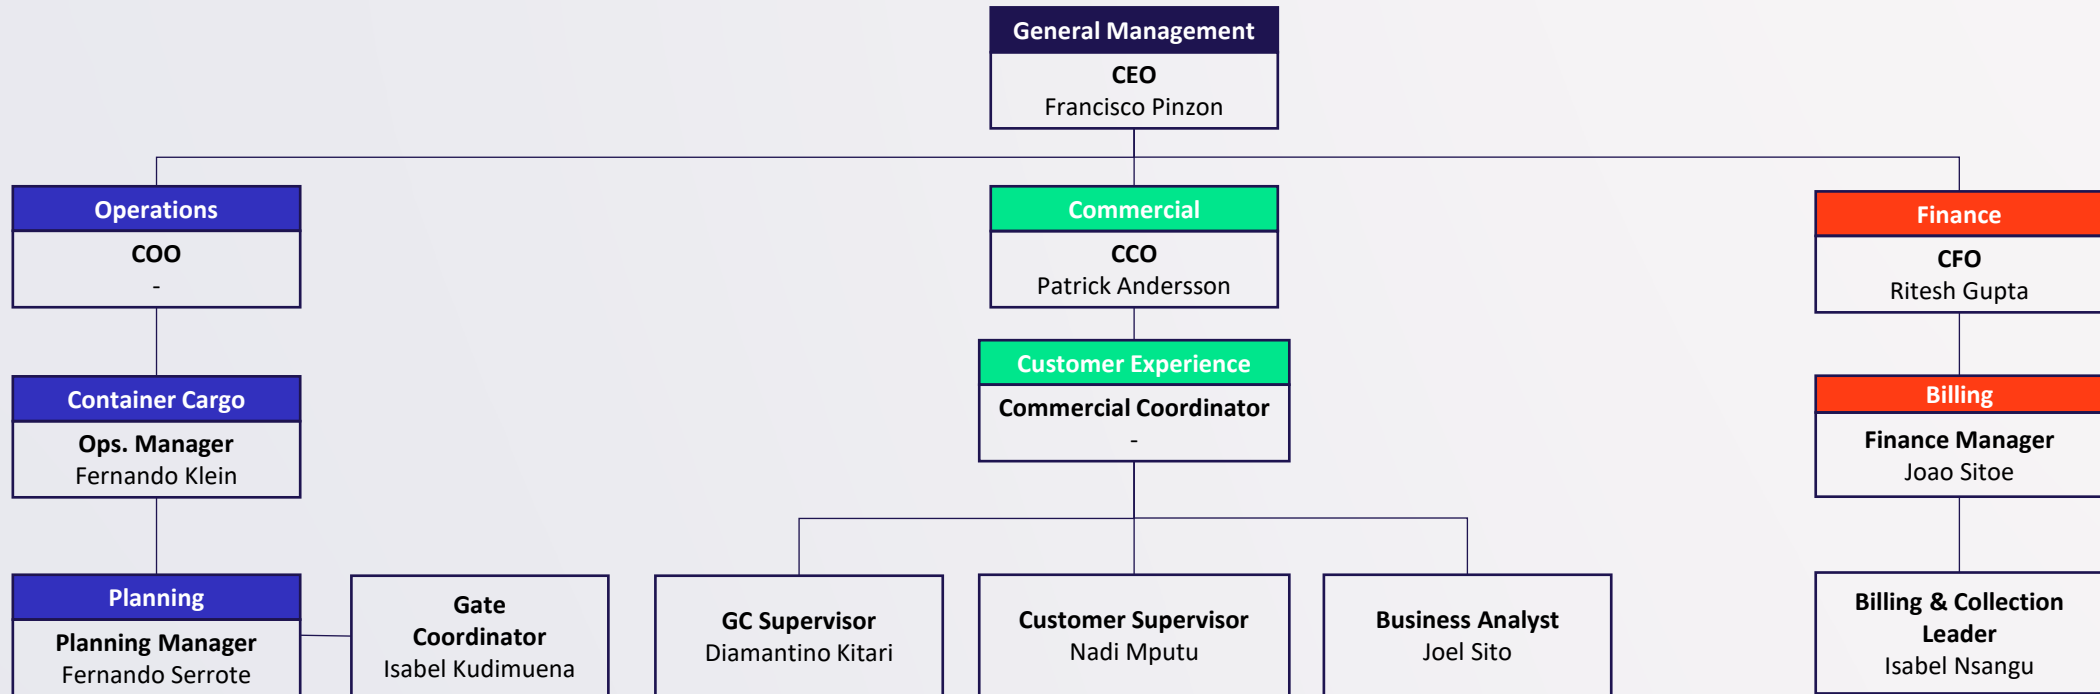 General Management
CEO
Francisco Pinzon
Operations
COO
-
Commercial
CCO
Patrick Andersson
Finance
CFO
Ritesh Gupta
Customer Experience
Commercial Coordinator
-
Container Cargo
Ops. Manager
Fernando Klein
Billing
Finance Manager
Joao Sitoe
Planning
Planning Manager
Fernando Serrote
Gate
Coordinator
Isabel Kudimuena
GC Supervisor
Diamantino Kitari
Customer Supervisor
Nadi Mputu
Business Analyst
Joel Sito
Billing & Collection
Leader
Isabel Nsangu